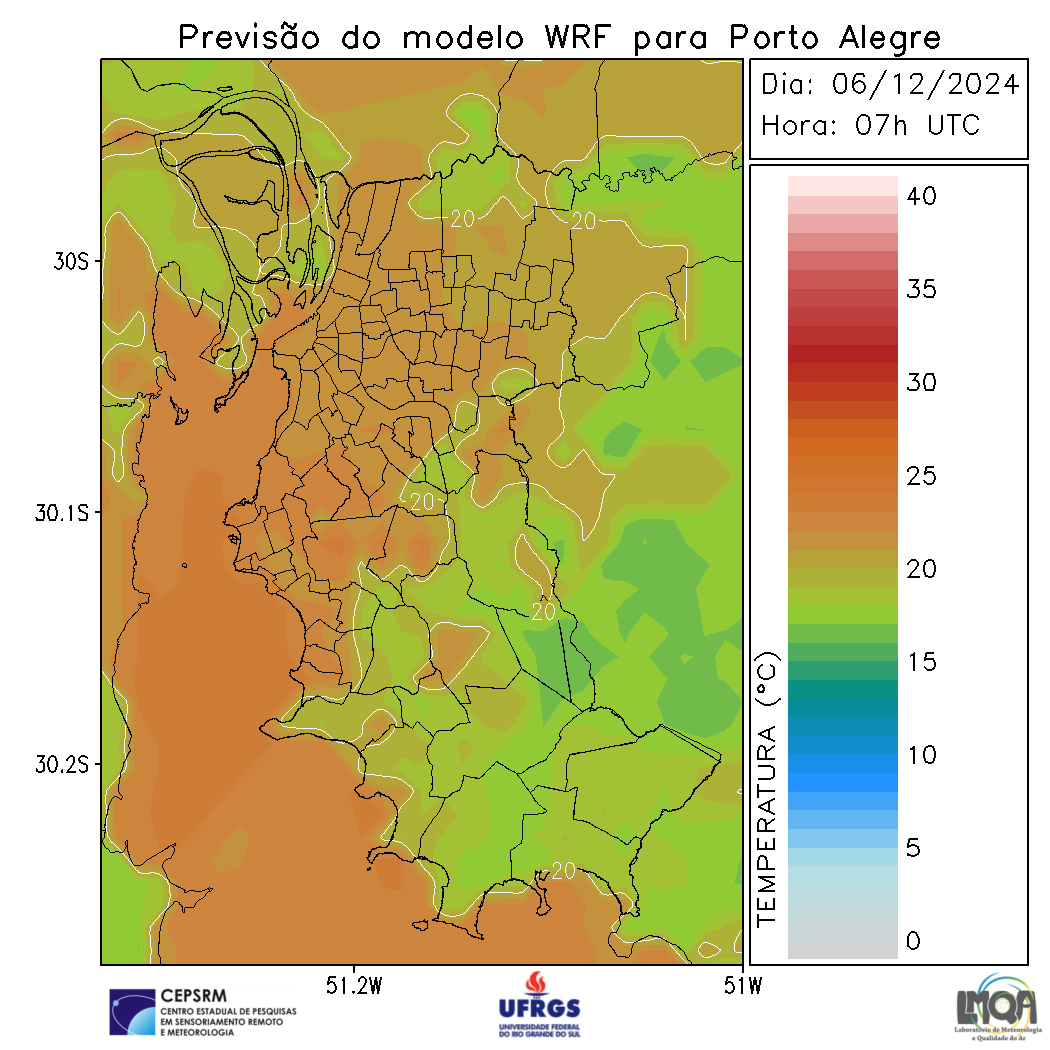 Previsão do modelo WRF para Porto Alegre
Dia: 06/12/2024
Hora: 07h UTC
30S
30.1S
30.2S
51.2W
51W
20
20
20
20
20
TEMPERATURA (°C)
40
35
30
25
20
15
10
5
0
CEPSRM
CENTRO ESTADUAL DE PESQUISAS
EM SENSORIAMENTO REMOTO
E METEOROLOGIA
UFRGS
UNIVERSIDADE FEDERAL
DO RIO GRANDE DO SUL
LMQA
Laboratório de Meteorologia
e Qualidade do Ar